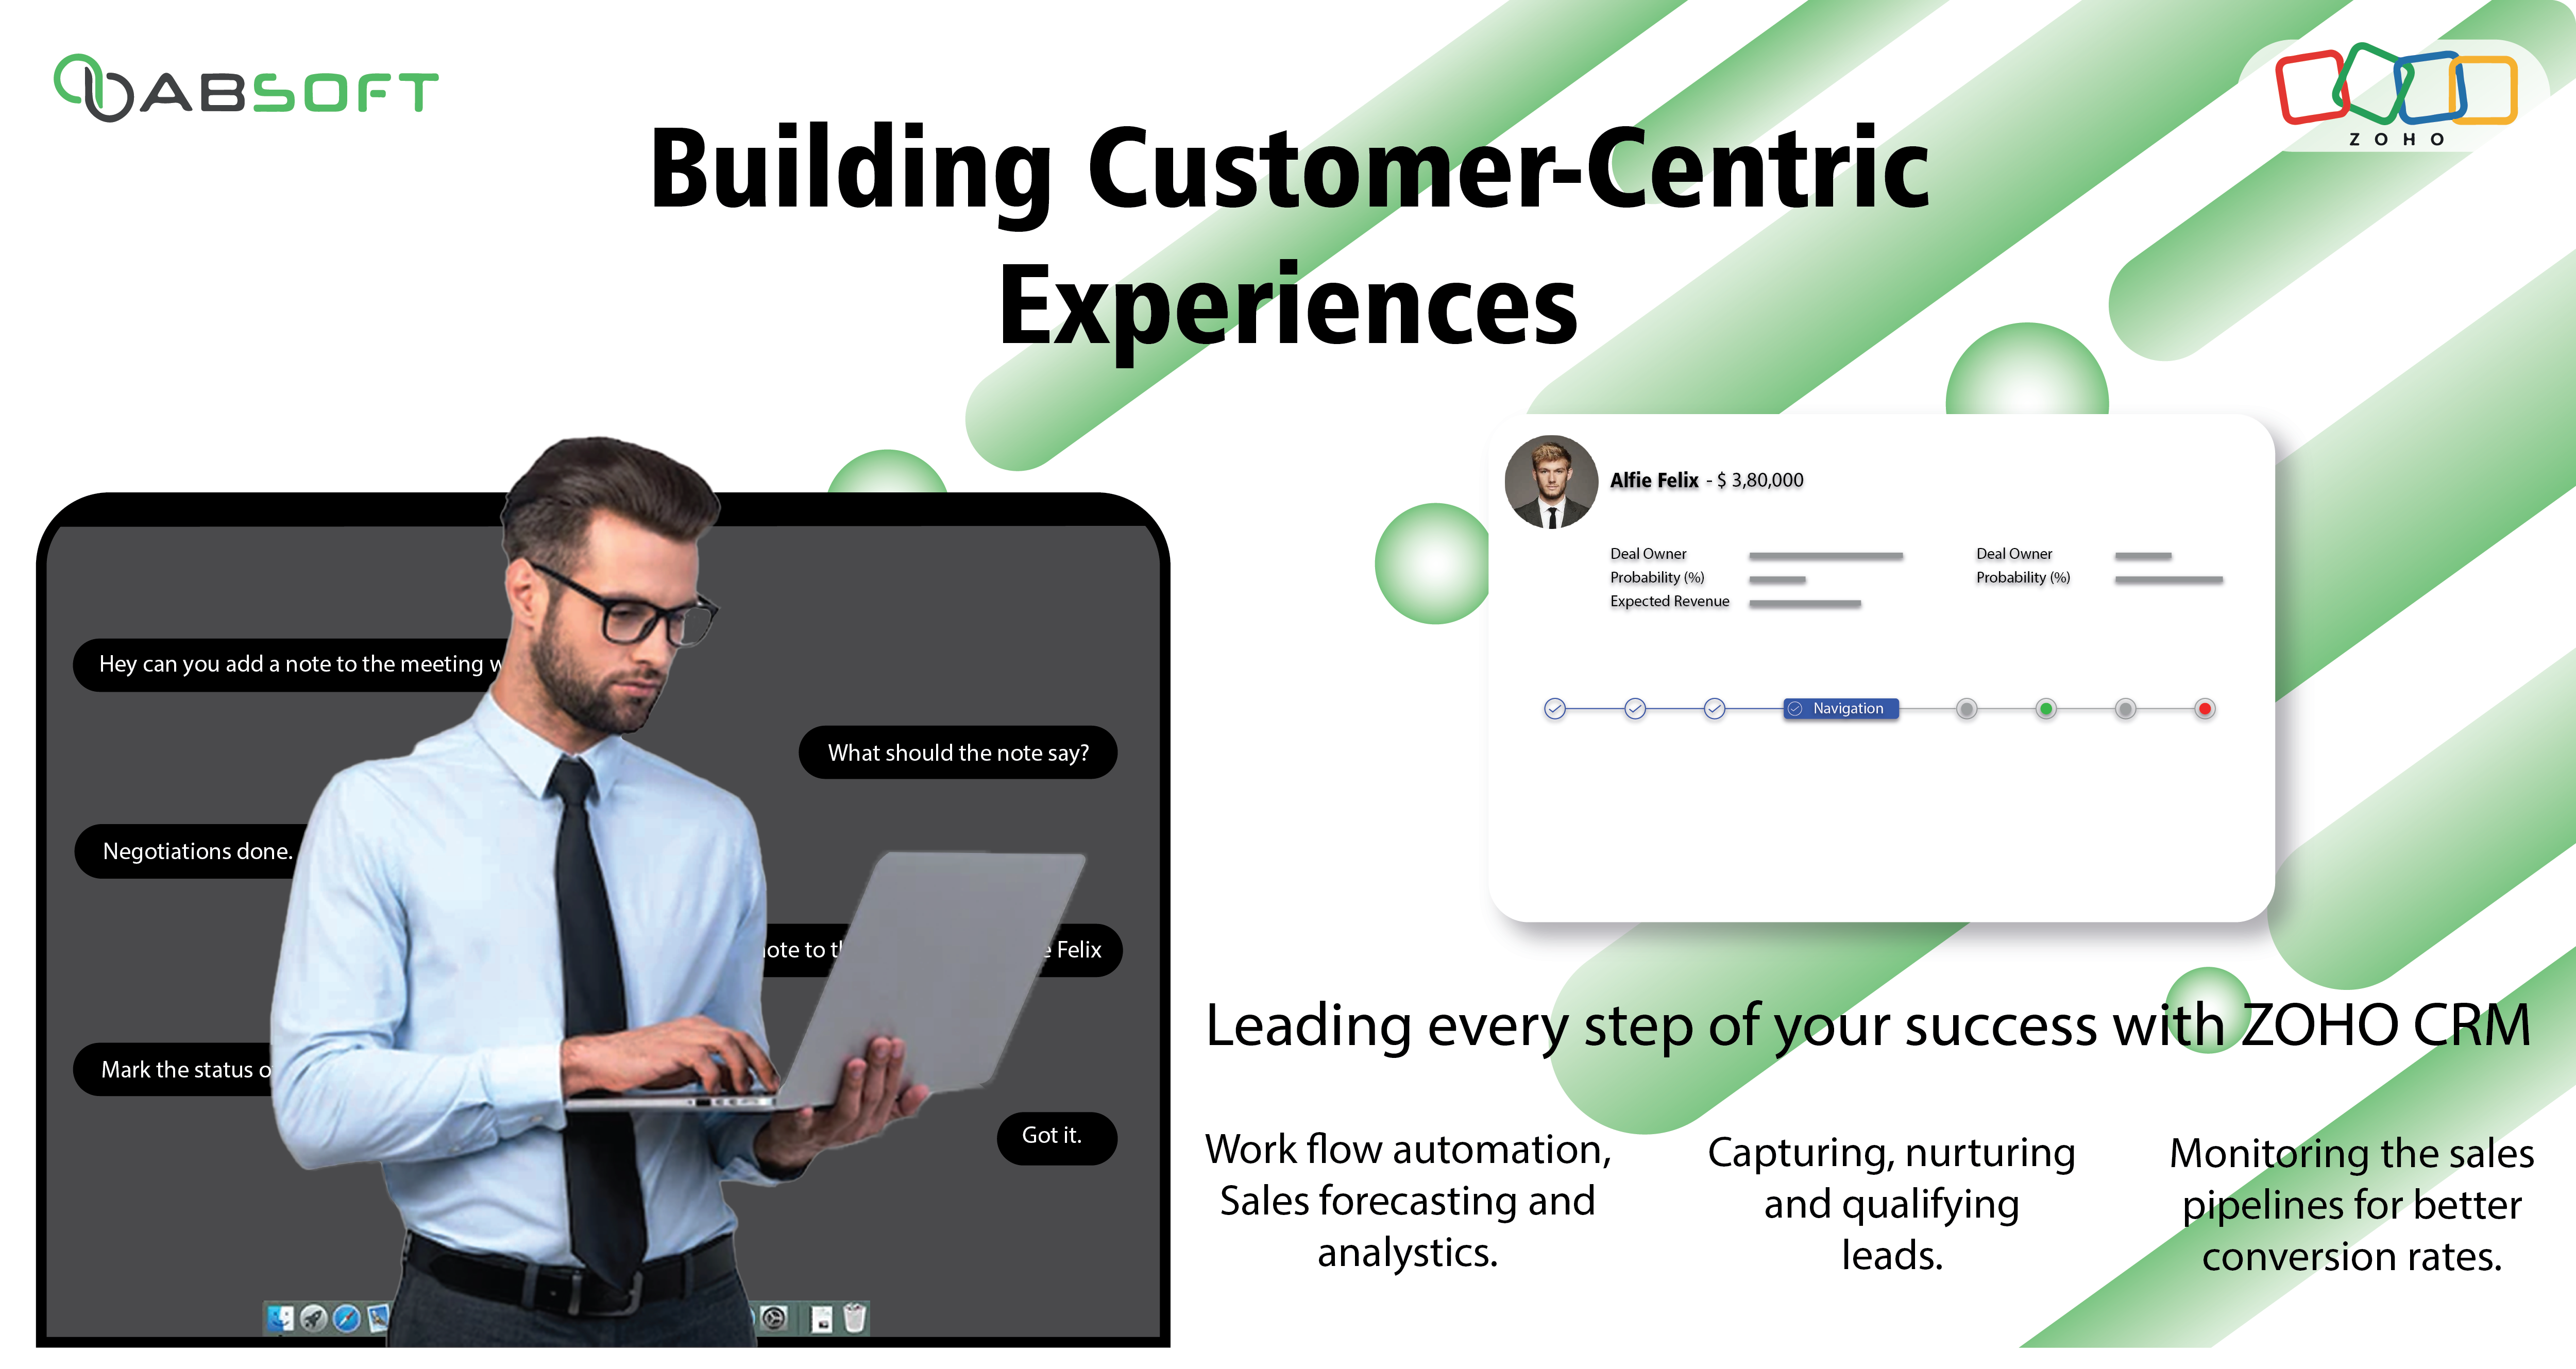 ABSOFT
ZOHO
Building Customer-Centric
Experiences
Hey can you add a note to the meeting
What should the note say?
Negotiations done.
to Felix
Mark the status
Got it.
Alfie Felix - $ 3,80,000
Deal Owner
Probability (%)
Expected Revenue
Deal Owner
Probability (%)
Navigation
Leading every step of your success with ZOHO CRM
Work flow automation,
Sales forecasting and
analystics.
Capturing, nurturing
and qualifying
leads.
Monitoring the sales
pipelines for better
conversion rates.